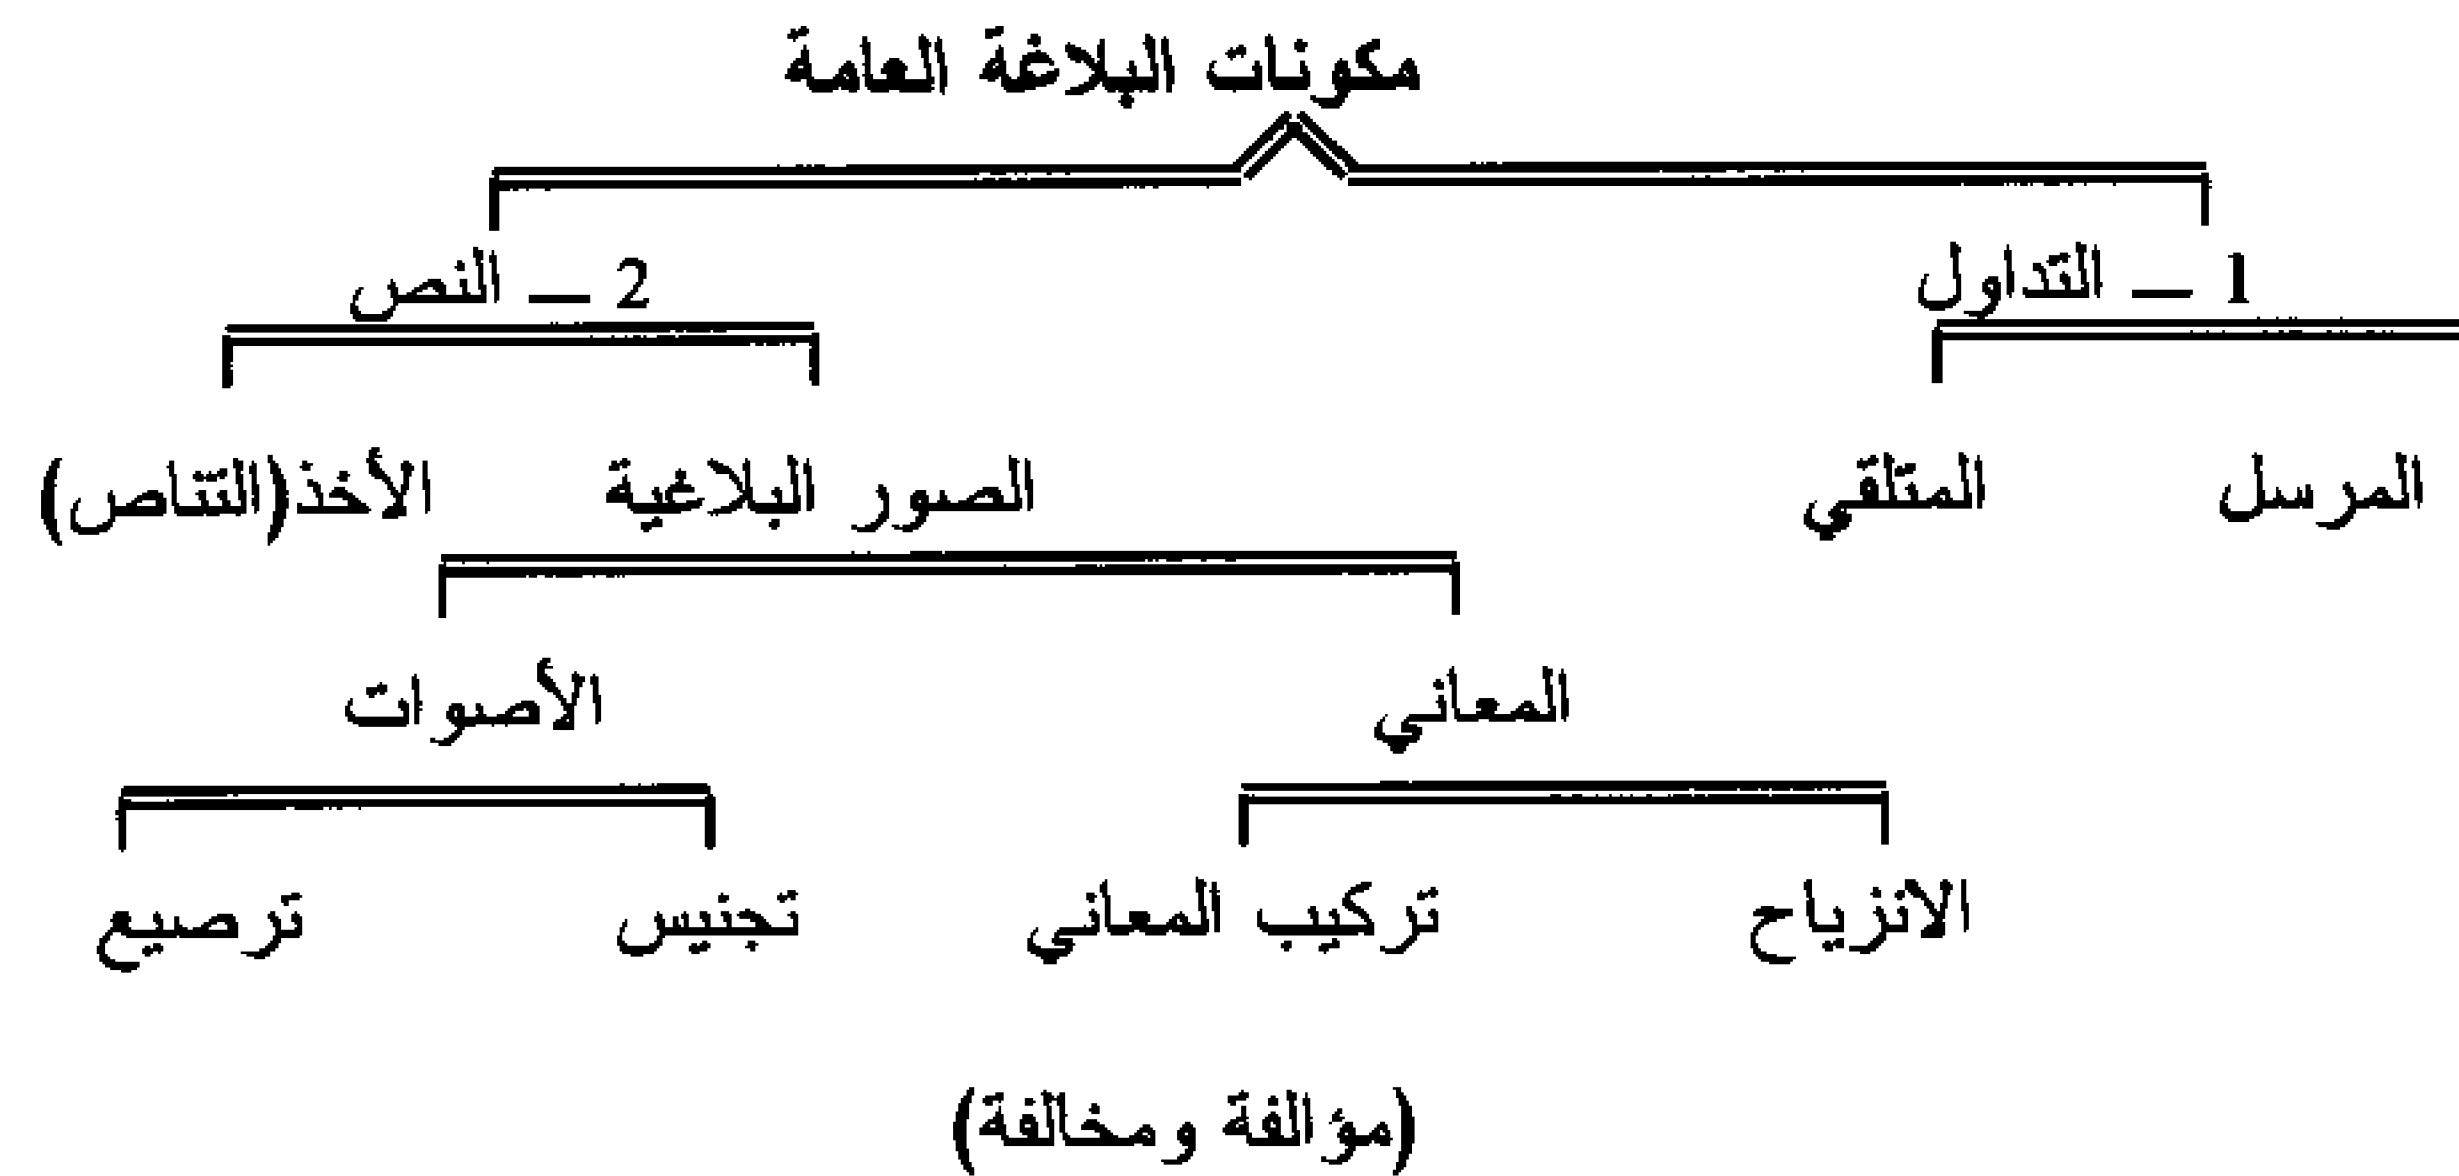 مكونات البلاغة العامة
1 — التداول
2 — النص
المرسل
المتلقي
الصور البلاغية
الأخذ(التناص)
المعاني
الأصوات
الانزياح
تركيب المعاني
تجنيس
ترصيع
(مؤالفة ومخالفة)